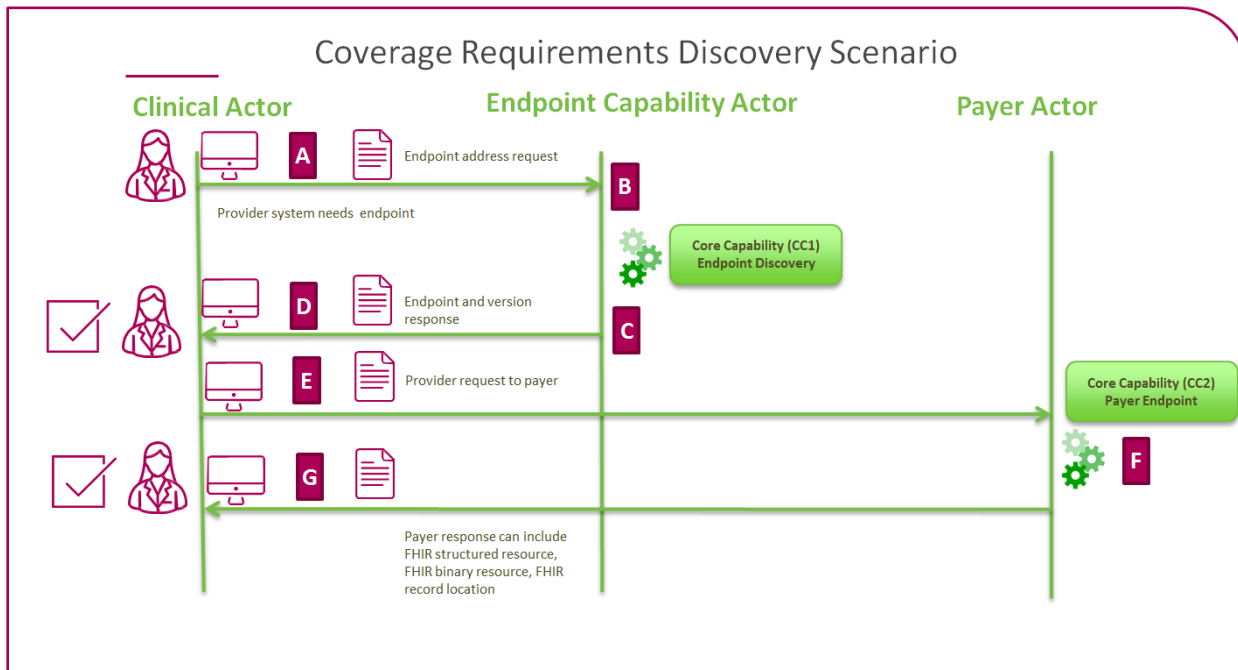 Coverage Requirements Discovery Scenario
Clinical Actor
Endpoint Capability Actor
Payer Actor
A
Endpoint address request
B
Provider system needs endpoint
Core Capability (CC1)
Endpoint Discovery
D
Endpoint and version
response
C
E
Provider request to payer
Core Capability (CC2)
Payer Endpoint
F
G
Payer response can include
FHIR structured resource,
FHIR binary resource, FHIR
record location